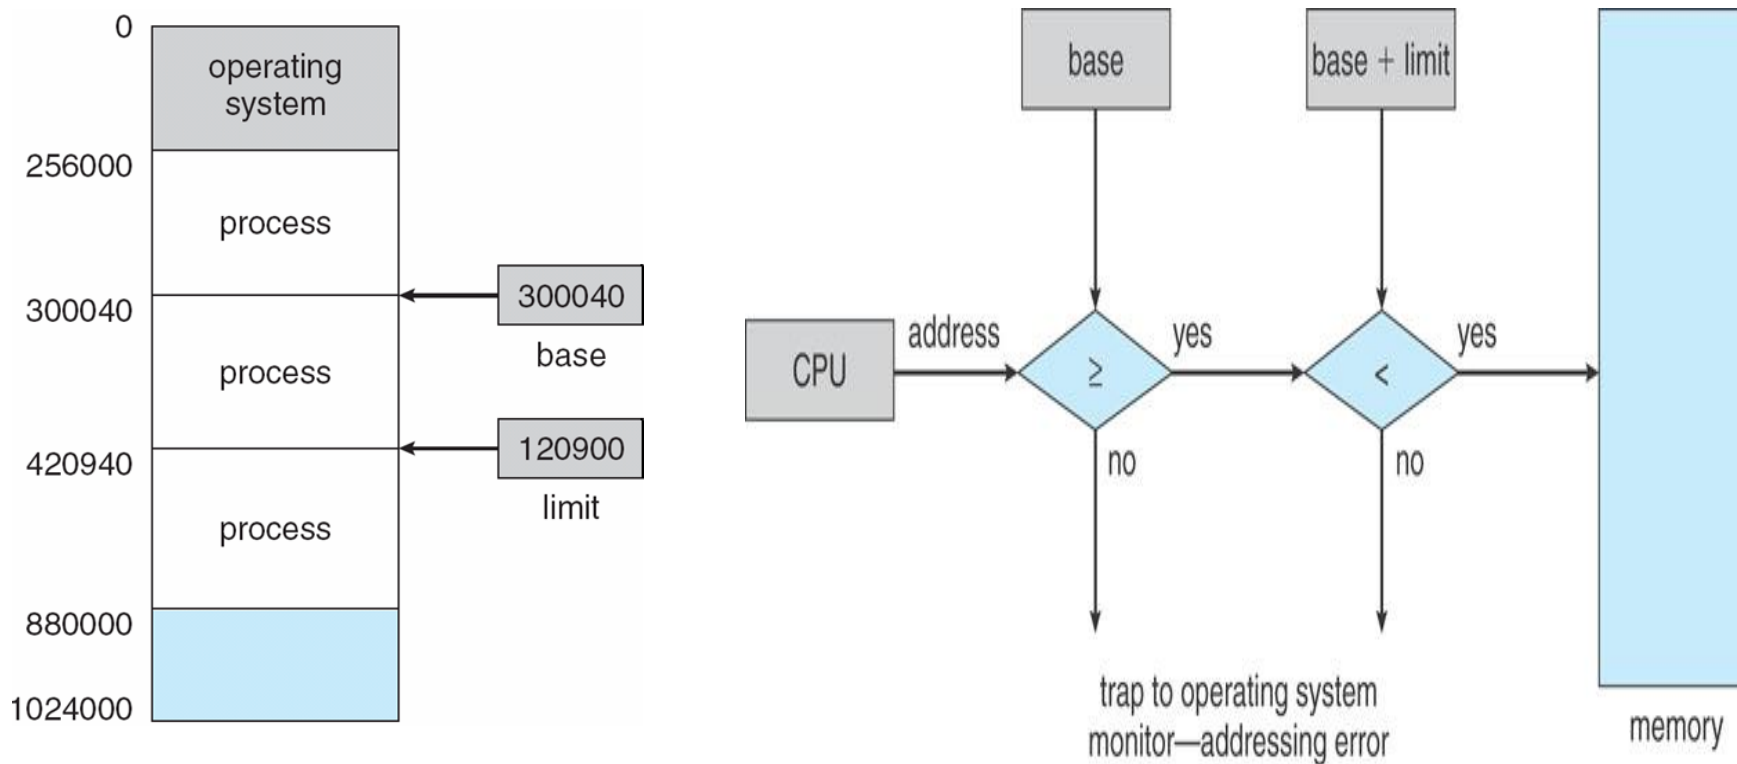 0
operating
system
256000
process
300040
base
300040
process
120900
limit
420940
process
880000
1024000
base
base + limit
CPU
address
≥
yes
<
yes
no
no
trap to operating system
monitor—addressing error
memory